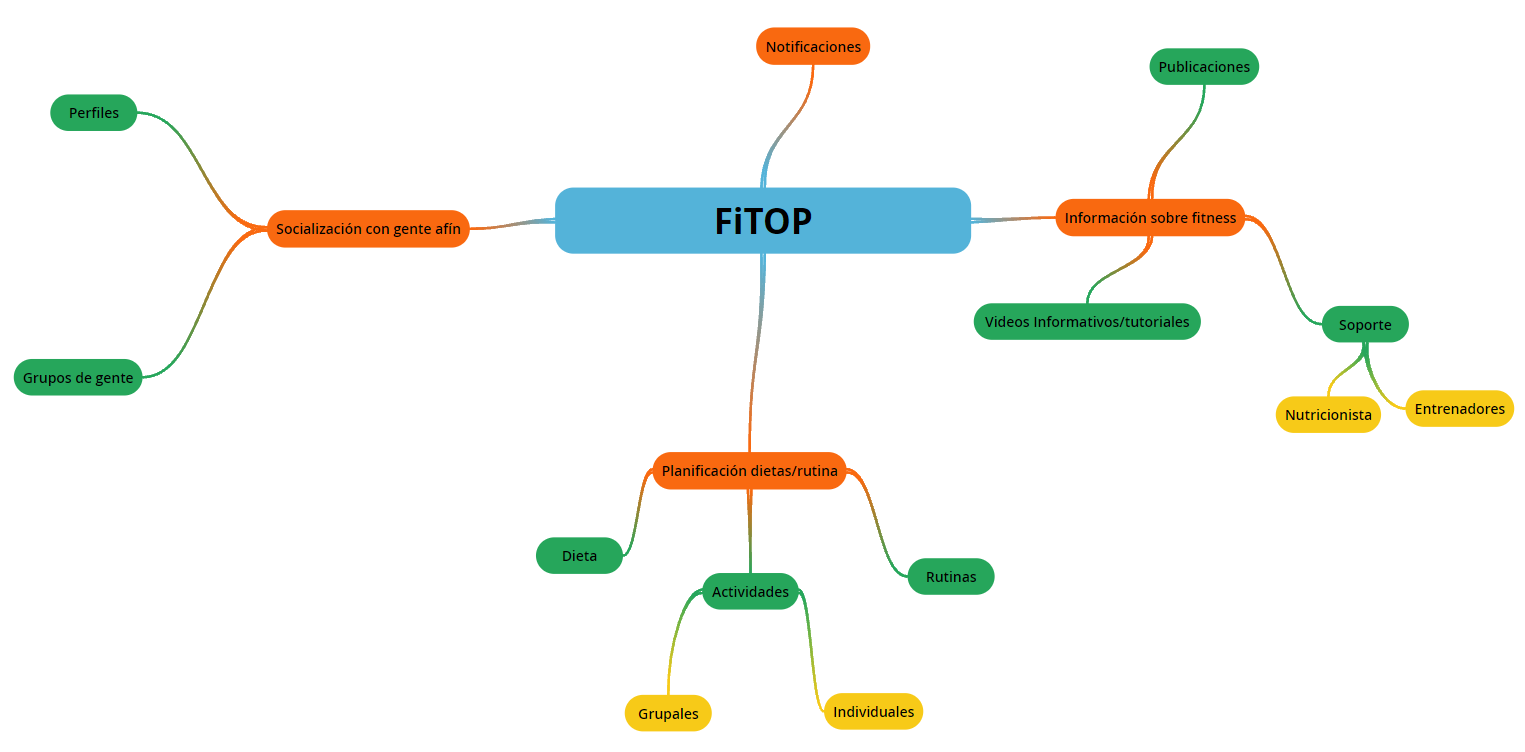 Notificaciones
Publicaciones
Perfiles
FiTOP
Información sobre fitness
Socialización con gente afín
Videos Informativos/tutoriales
Soporte
Grupos de gente
Nutricionista
Entrenadores
Planificación dietas/rutina
Dieta
Rutinas
Actividades
Grupales
Individuales